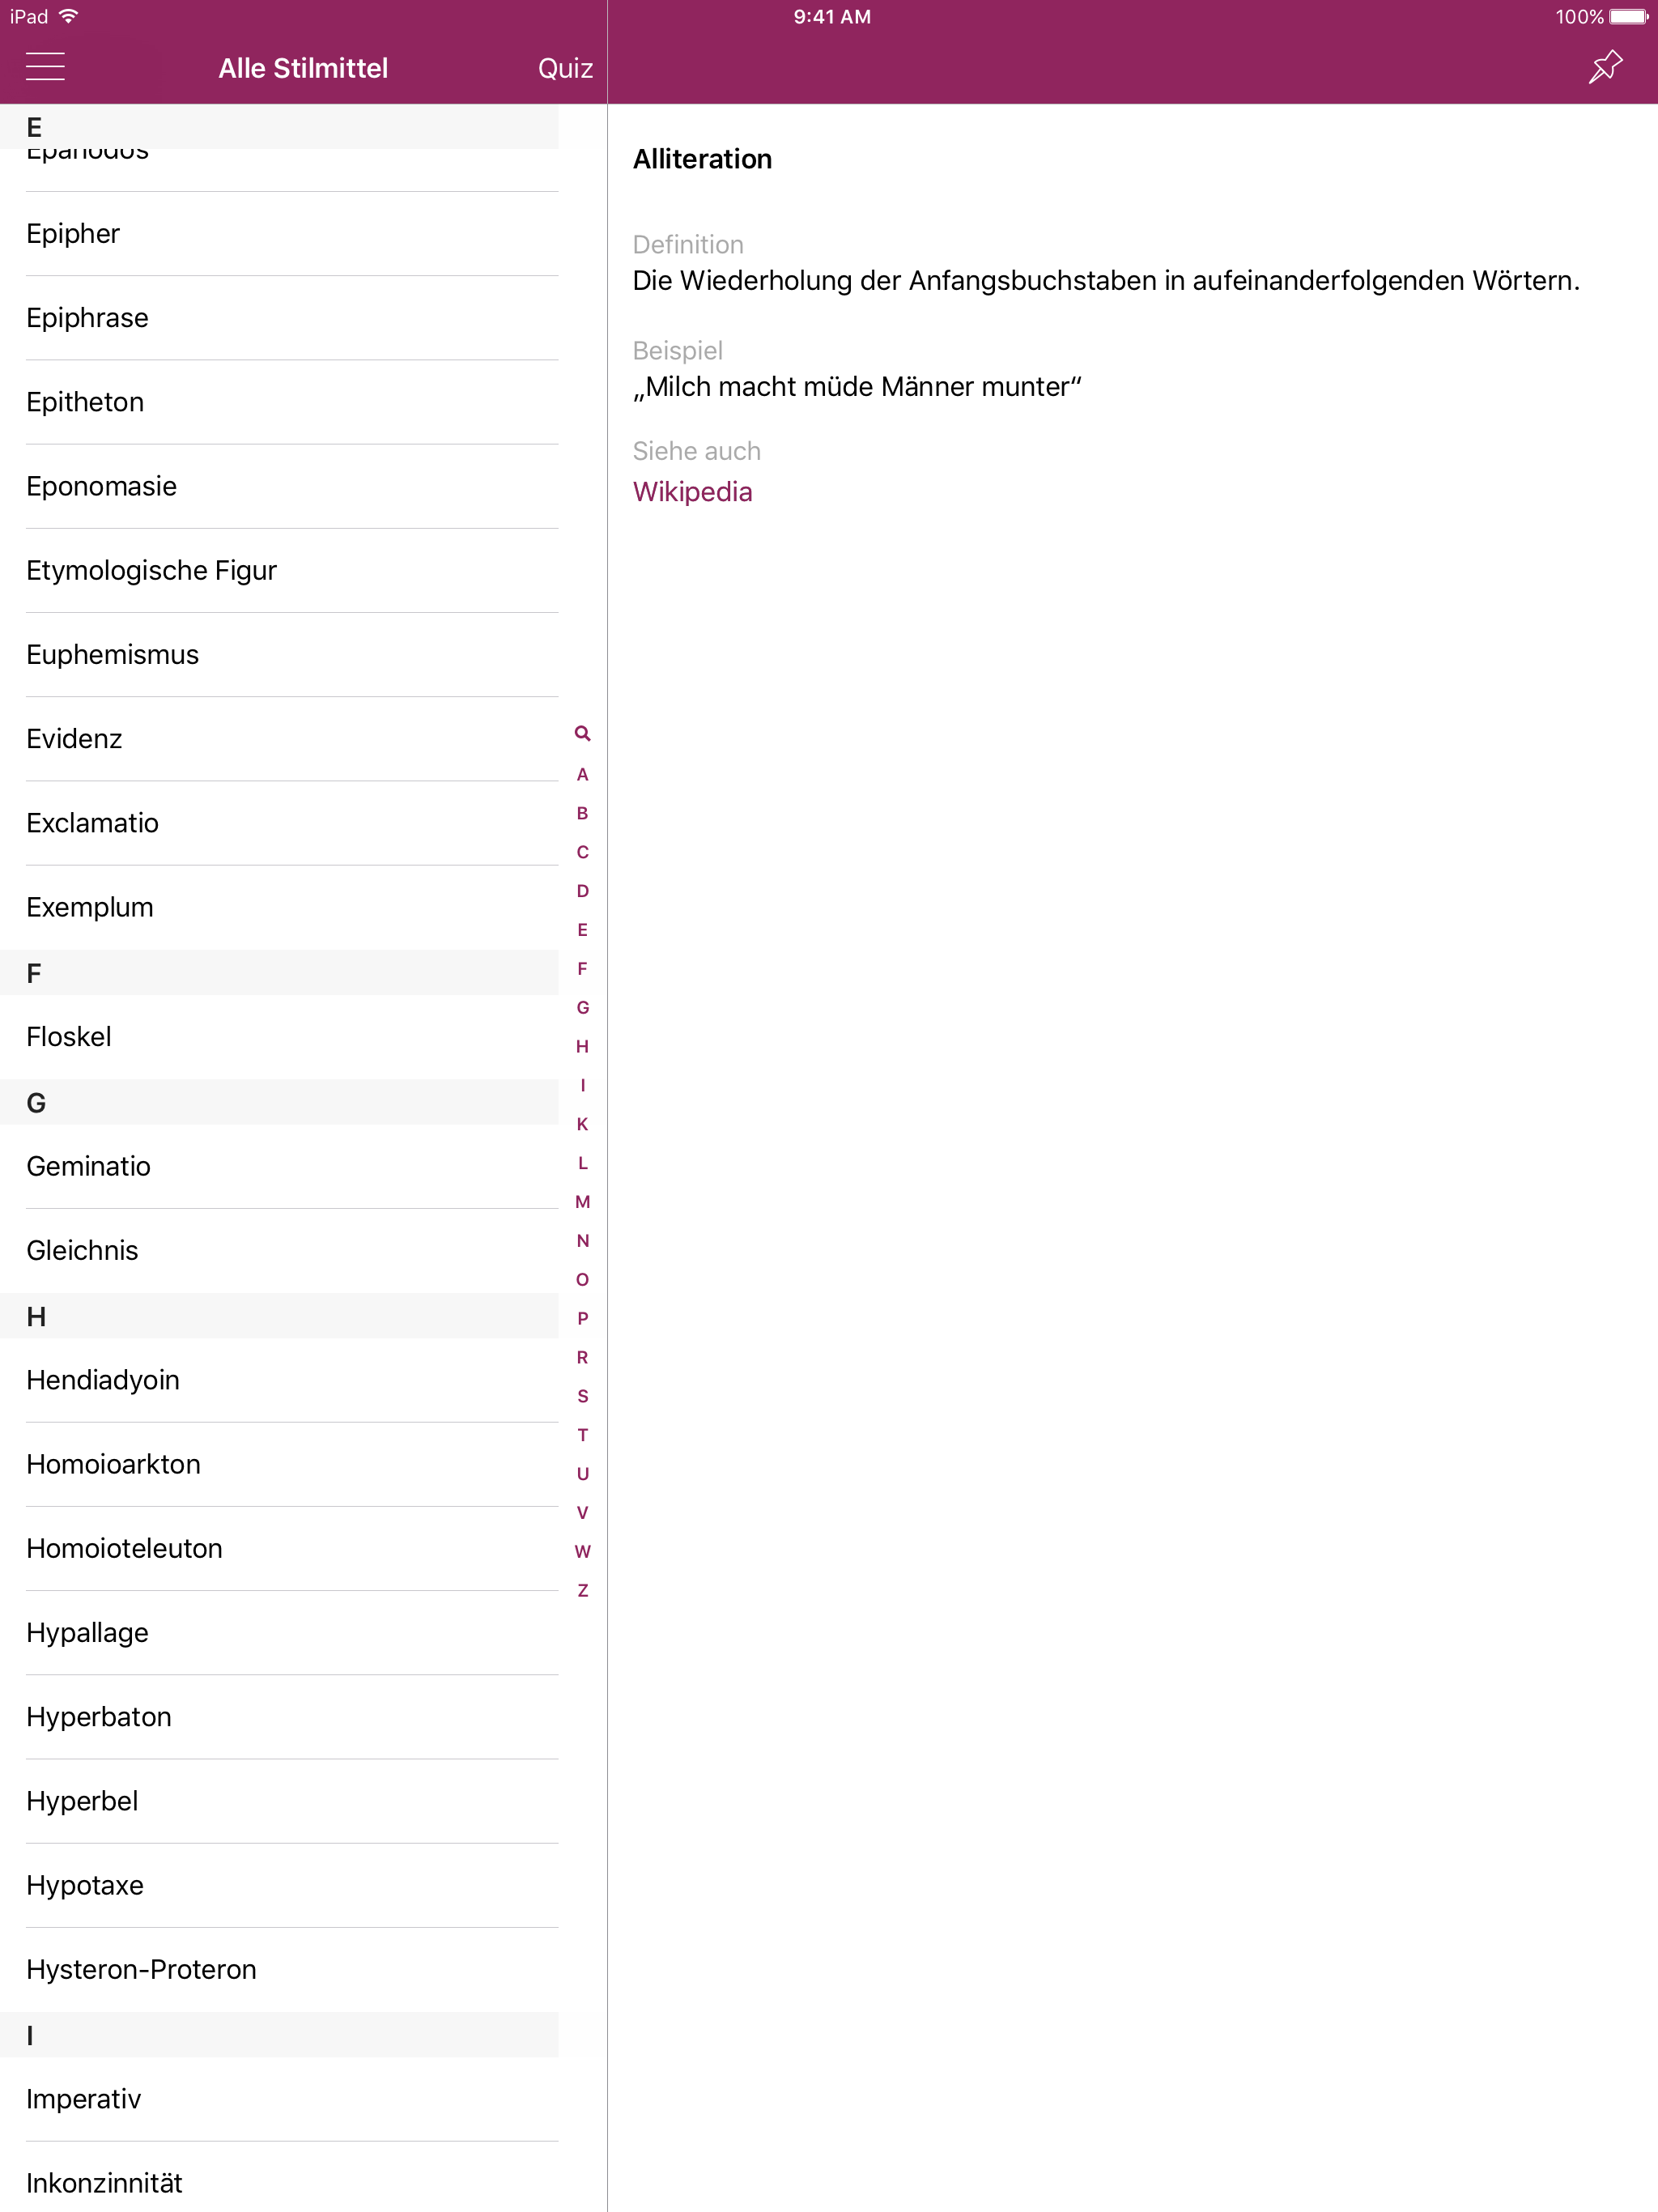 iPad
9:41 AM
100%
Alle Stilmittel
Quiz
E
Epanodos
Epipher
Epiphrase
Epitheton
Eponomasie
Etymologische Figur
Euphemismus
Evidenz
Exclamatio
Exemplum
F
Floskel
G
Geminatio
Gleichnis
H
Hendiadyoin
Homoioarkton
Homoioteleuton
Hypallage
Hyperbaton
Hyperbel
Hypotaxe
Hysteron-Proteron
I
Imperativ
Inkonzinnität
A
B
C
D
E
F
G
H
I
K
L
M
N
O
P
R
S
T
U
V
W
Z
Alliteration
Definition
Die Wiederholung der Anfangsbuchstaben in aufeinanderfolgenden Wörtern.
Beispiel
„Milch macht müde Männer munter“
Siehe auch
Wikipedia